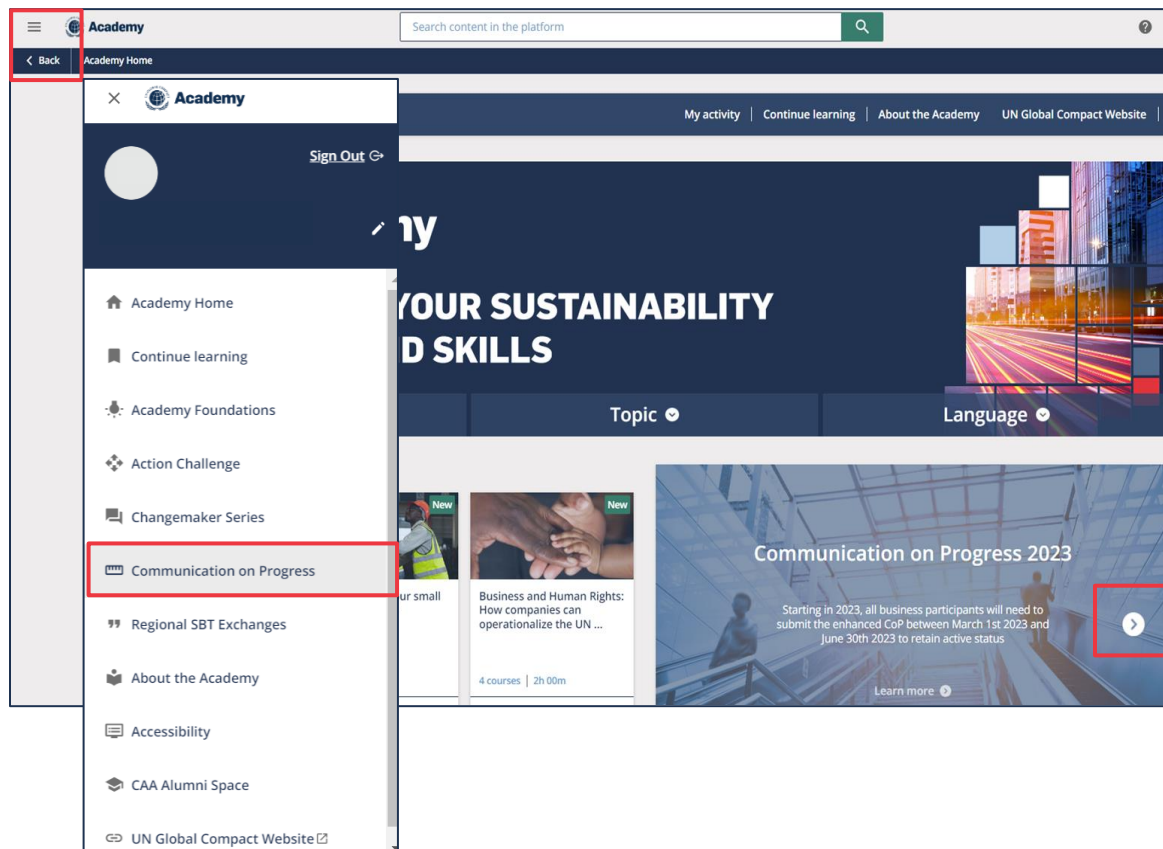 Academy
Search content in the platform
Back
Academy Home
Academy
My activity
Continue learning
About the Academy
UN Global Compact Website
Sign Out
my
YOUR SUSTAINABILITY
D SKILLS
Topic
Language
Academy Home
Continue learning
Academy Foundations
Action Challenge
Changemaker Series
Communication on Progress
Regional SBT Exchanges
About the Academy
Accessibility
CAA Alumni Space
UN Global Compact Website
New
ur small
New
Business and Human Rights:
How companies can
operationalize the UN ...
4 courses | 2h 00m
Communication on Progress 2023
Starting in 2023, all business participants will need to
submit the enhanced CoP between March 1st 2023 and
June 30th 2023 to retain active status
Learn more